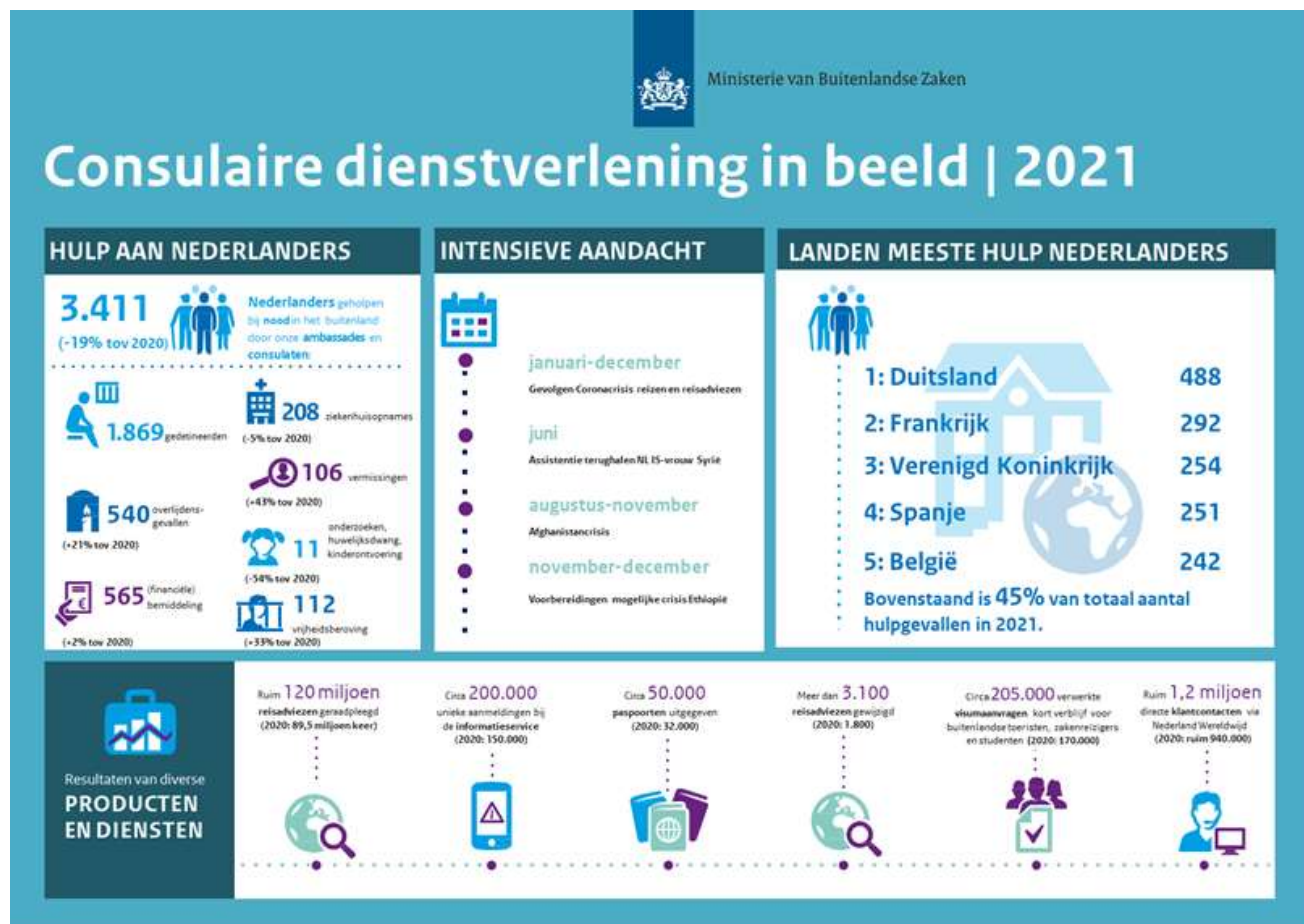 Ministerie van Buitenlandse Zaken
Consulaire dienstverlening in beeld | 2021
HULP AAN NEDERLANDERS
3.411
(-19% tov 2020)
Nederlanders geholpen
bij nood in het buitenland
door onze ambassades en
consulaten:
1.869 gedetineerden
208 ziekenhuisopnames
(-5% tov 2020)
106 vermissingen
(+43% tov 2020)
540 overlijdens-
gevallen
(+21% tov 2020)
11 onderzoeken,
huwelijksdwang,
kinderontvoering
(-54% tov 2020)
565 (financiële)
bemiddeling
(+2% tov 2020)
112
vrijheidsberoving
(+33% tov 2020)
INTENSIEVE AANDACHT
januari-december
Gevolgen Coronacrisis reizen en reisadviezen
juni
Assistentie terughalen NL IS-vrouw Syrië
augustus-november
Afghanistancrisis
november-december
Voorbereidingen mogelijke crisis Ethiopië
LANDEN MEESTE HULP NEDERLANDERS
1: Duitsland 488
2: Frankrijk 292
3: Verenigd Koninkrijk 254
4: Spanje 251
5: België 242
Bovenstaand is 45% van totaal aantal
hulpgevallen in 2021.
Resultaten van diverse
PRODUCTEN
EN DIENSTEN
Ruim 120 miljoen
reisadviezen geraadpleegd
(2020: 89,5 miljoen keer)
Circa 200.000
unieke aanmeldingen bij
de informatieservice
(2020: 150.000)
Circa 50.000
paspoorten uitgegeven
(2020: 32.000)
Meer dan 3.100
reisadviezen gewijzigd
(2020: 1.800)
Circa 205.000 verwerkte
visumaanvragen kort verblijf voor
buitenlandse toeristen, zakenreizigers
en studenten (2020: 170.000)
Ruim 1,2 miljoen
directe klantcontacten via
Nederland Wereldwijd
(2020: ruim 940.000)